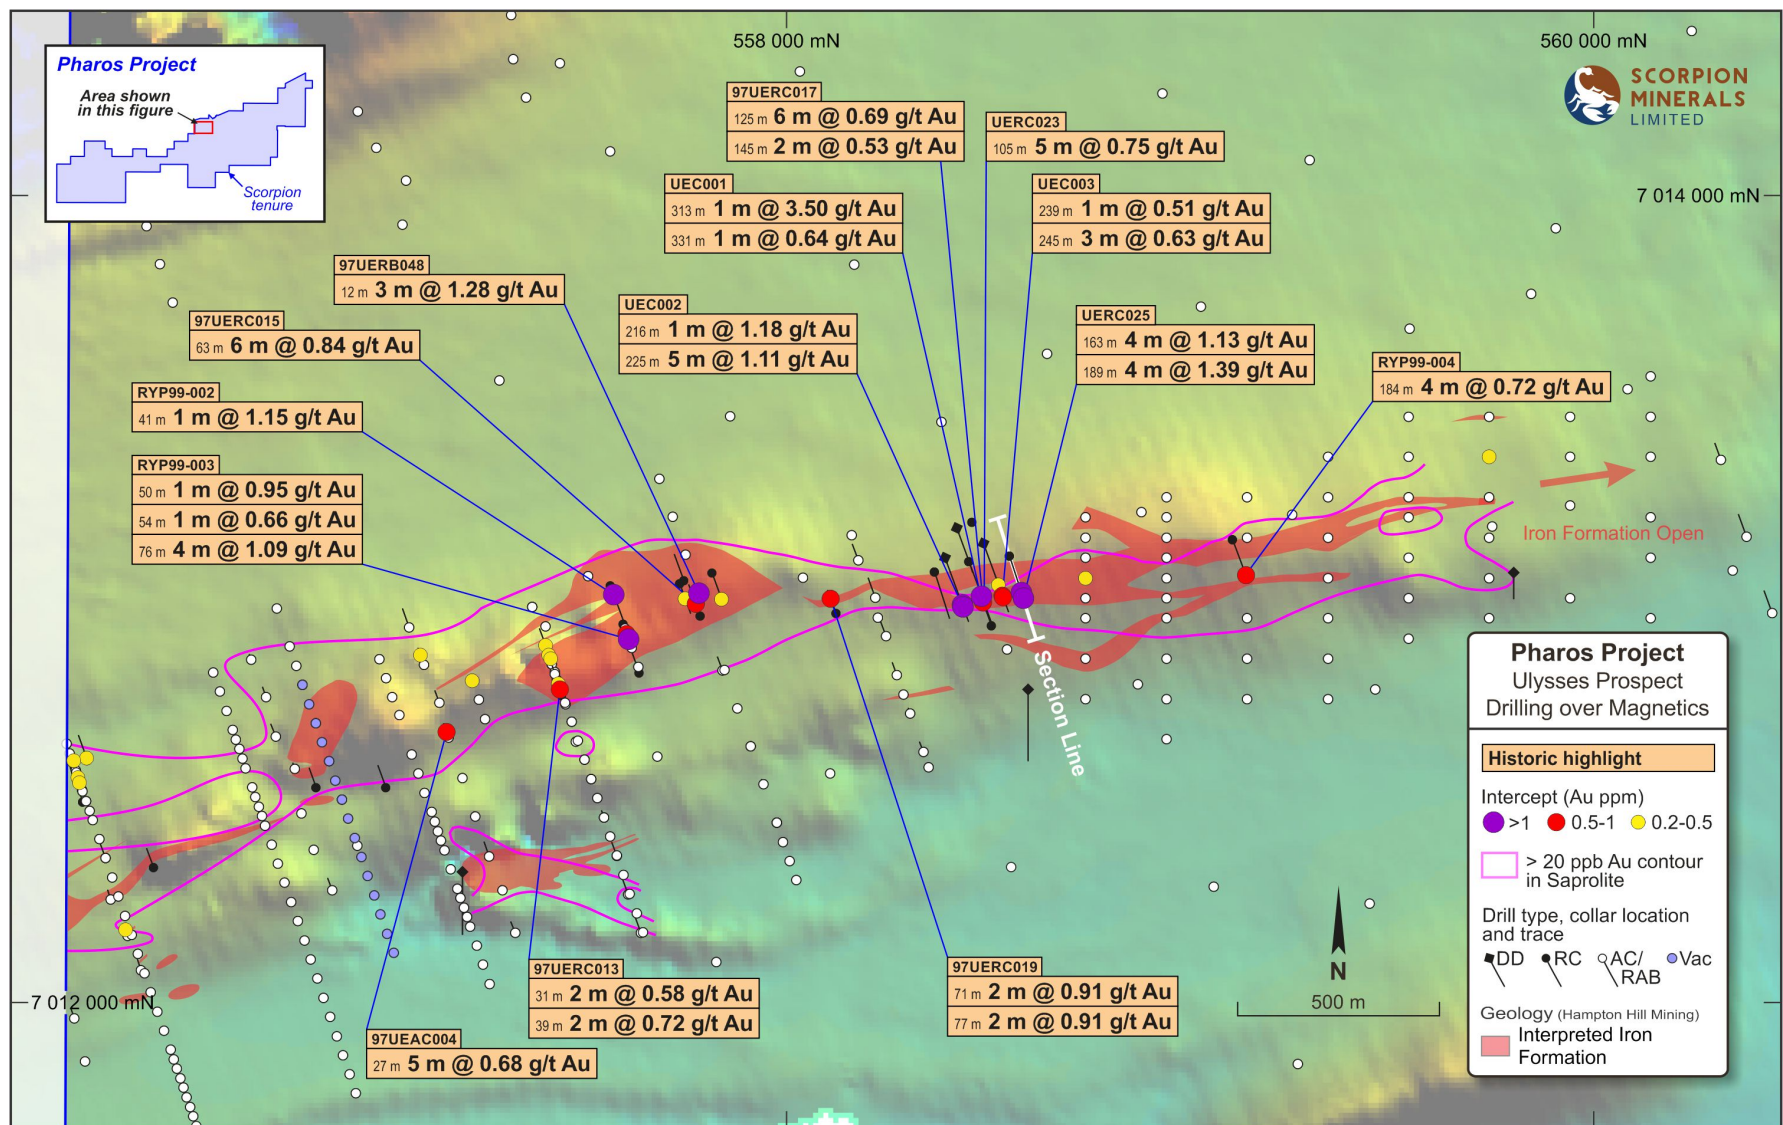 558 000 mN
560 000 mN
Pharos Project
Area shown
in this figure
Scorpion
tenure
SCORPION
MINERALS
LIMITED
7 014 000 mN
97UERC017
125 m 6 m @ 0.69 g/t Au
145 m 2 m @ 0.53 g/t Au
UERC023
105 m 5 m @ 0.75 g/t Au
UEC001
313 m 1 m @ 3.50 g/t Au
331 m 1 m @ 0.64 g/t Au
UEC003
239 m 1 m @ 0.51 g/t Au
245 m 3 m @ 0.63 g/t Au
97UERB048
12 m 3 m @ 1.28 g/t Au
UEC002
216 m 1 m @ 1.18 g/t Au
225 m 5 m @ 1.11 g/t Au
97UERC015
63 m 6 m @ 0.84 g/t Au
UERC025
163 m 4 m @ 1.13 g/t Au
189 m 4 m @ 1.39 g/t Au
RYP99-004
184 m 4 m @ 0.72 g/t Au
RYP99-002
41 m 1 m @ 1.15 g/t Au
RYP99-003
50 m 1 m @ 0.95 g/t Au
54 m 1 m @ 0.66 g/t Au
76 m 4 m @ 1.09 g/t Au
Iron Formation Open
Section Line
97UERC013
31 m 2 m @ 0.58 g/t Au
39 m 2 m @ 0.72 g/t Au
97UERC019
71 m 2 m @ 0.91 g/t Au
77 m 2 m @ 0.91 g/t Au
97UEAC004
27 m 5 m @ 0.68 g/t Au
7 012 000 mN
N
500 m
Pharos Project
Ulysses Prospect
Drilling over Magnetics
Historic highlight
Intercept (Au ppm)
>1 0.5-1 0.2-0.5
> 20 ppb Au contour
in Saprolite
Drill type, collar location
and trace
DD RC AC/ Vac
RAB
Geology (Hampton Hill Mining)
Interpreted Iron
Formation